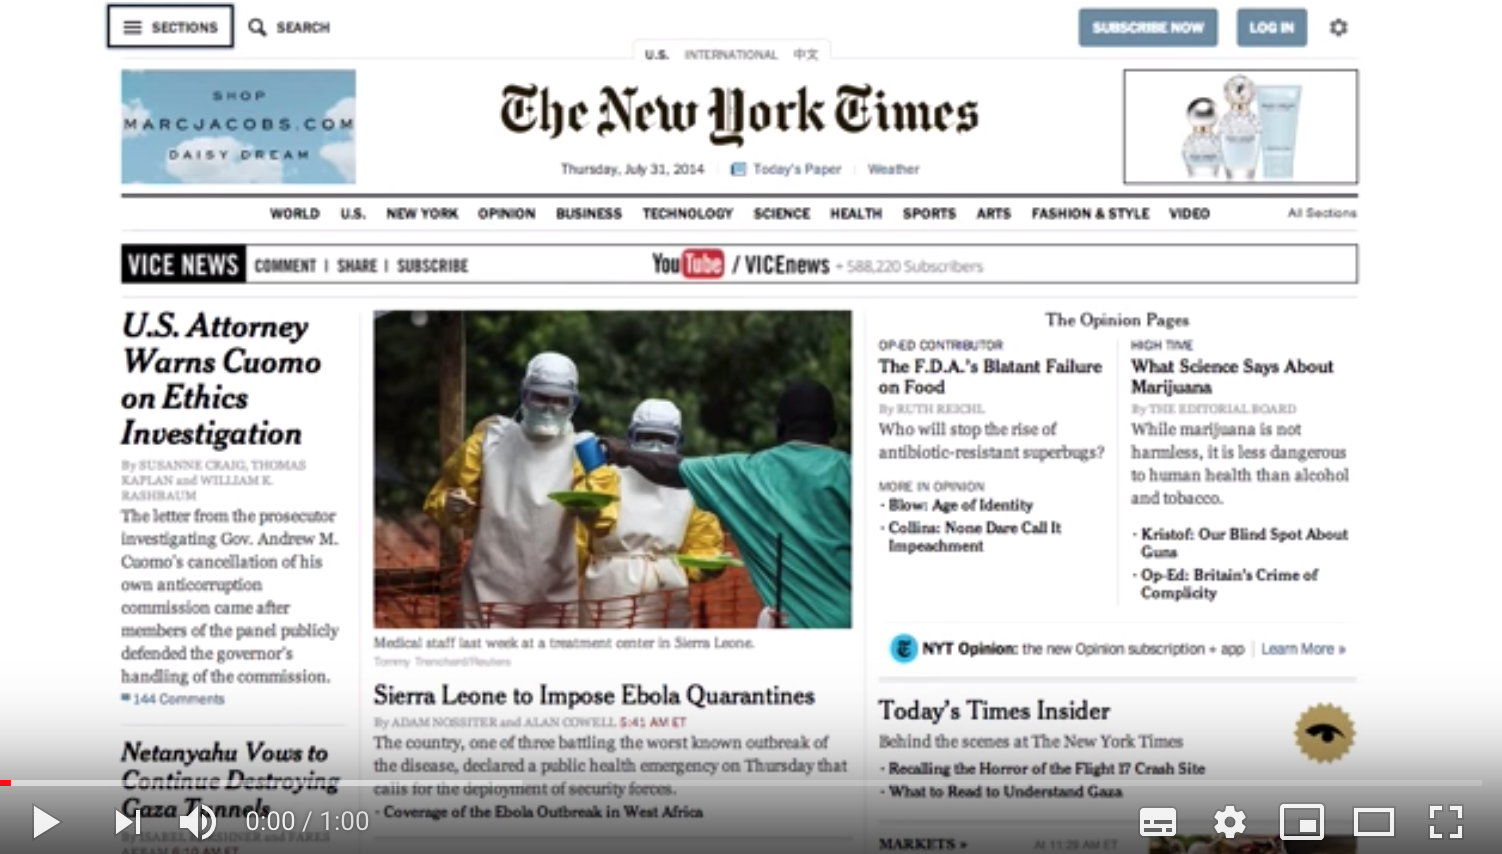 SECTIONS SEARCH
SUBSCRIBE NOW LOG IN
U.S. INTERNATIONAL 中文
SHOP
MARCJACOBS.COM
DAISY DREAM
The New York Times
Thursday, July 31, 2014 Today's Paper Weather
WORLD U.S. NEW YORK OPINION BUSINESS TECHNOLOGY SCIENCE HEALTH SPORTS ARTS FASHION & STYLE VIDEO All Sections
VICE NEWS COMMENT | SHARE | SUBSCRIBE YouTube / VICEnews + 588,220 Subscribers
U.S. Attorney
Warns Cuomo
on Ethics
Investigation
By SUSANNE CRAIG, THOMAS
KAPLAN and WILLIAM K.
RASHBAUM
The letter from the prosecutor
investigating Gov. Andrew M.
Cuomo's cancellation of his
own anticorruption
commission came after
members of the panel publicly
defended the governor's
handling of the commission.
144 Comments
Netanyahu Vows to
Continue Destroying
Gaza Tunnels
Medical staff last week at a treatment center in Sierra Leone.
Tommy Trenchard/Reuters
Sierra Leone to Impose Ebola Quarantines
By ADAM NOSSITER and ALAN COWELL 5:41 AM ET
The country, one of three battling the worst known outbreak of
the disease, declared a public health emergency on Thursday that
calls for the deployment of security forces.
· Coverage of the Ebola Outbreak in West Africa
The Opinion Pages
OP-ED CONTRIBUTOR
The F.D.A.'s Blatant Failure
on Food
By RUTH REICHL
Who will stop the rise of
antibiotic-resistant superbugs?
MORE IN OPINION
· Blow: Age of Identity
· Collins: None Dare Call It
Impeachment
HIGH TIME
What Science Says About
Marijuana
By THE EDITORIAL BOARD
While marijuana is not
harmless, it is less dangerous
to human health than alcohol
and tobacco.
· Kristof: Our Blind Spot About
Guns
· Op-Ed: Britain's Crime of
Complicity
NYT Opinion: the new Opinion subscription + app Learn More »
Today's Times Insider
Behind the scenes at The New York Times
· Recalling the Horror of the Flight 17 Crash Site
· What to Read to Understand Gaza
MARKETS » At 11:29 AM ET
0:00 / 1:00